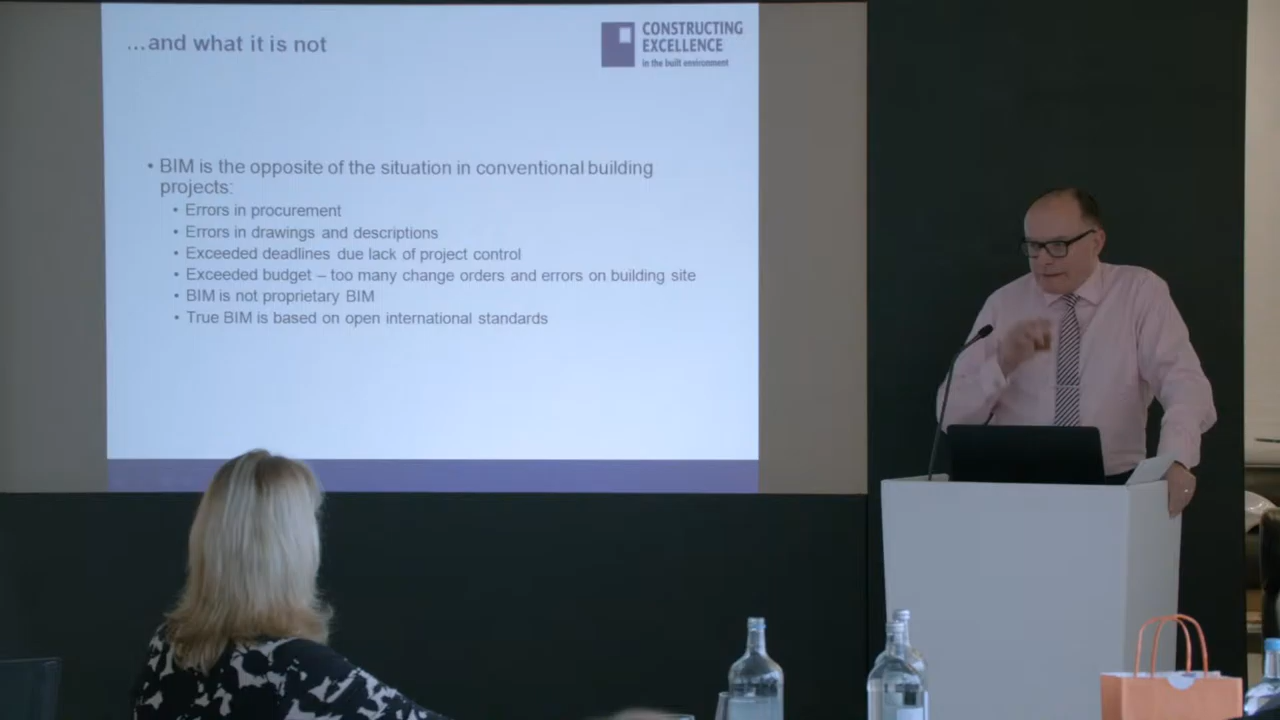 ...and what it is not
CONSTRUCTING
EXCELLENCE
in the built environment
• BIM is the opposite of the situation in conventional building
projects:
• Errors in procurement
• Errors in drawings and descriptions
• Exceeded deadlines due lack of project control
• Exceeded budget – too many change orders and errors on building site
• BIM is not proprietary BIM
• True BIM is based on open international standards